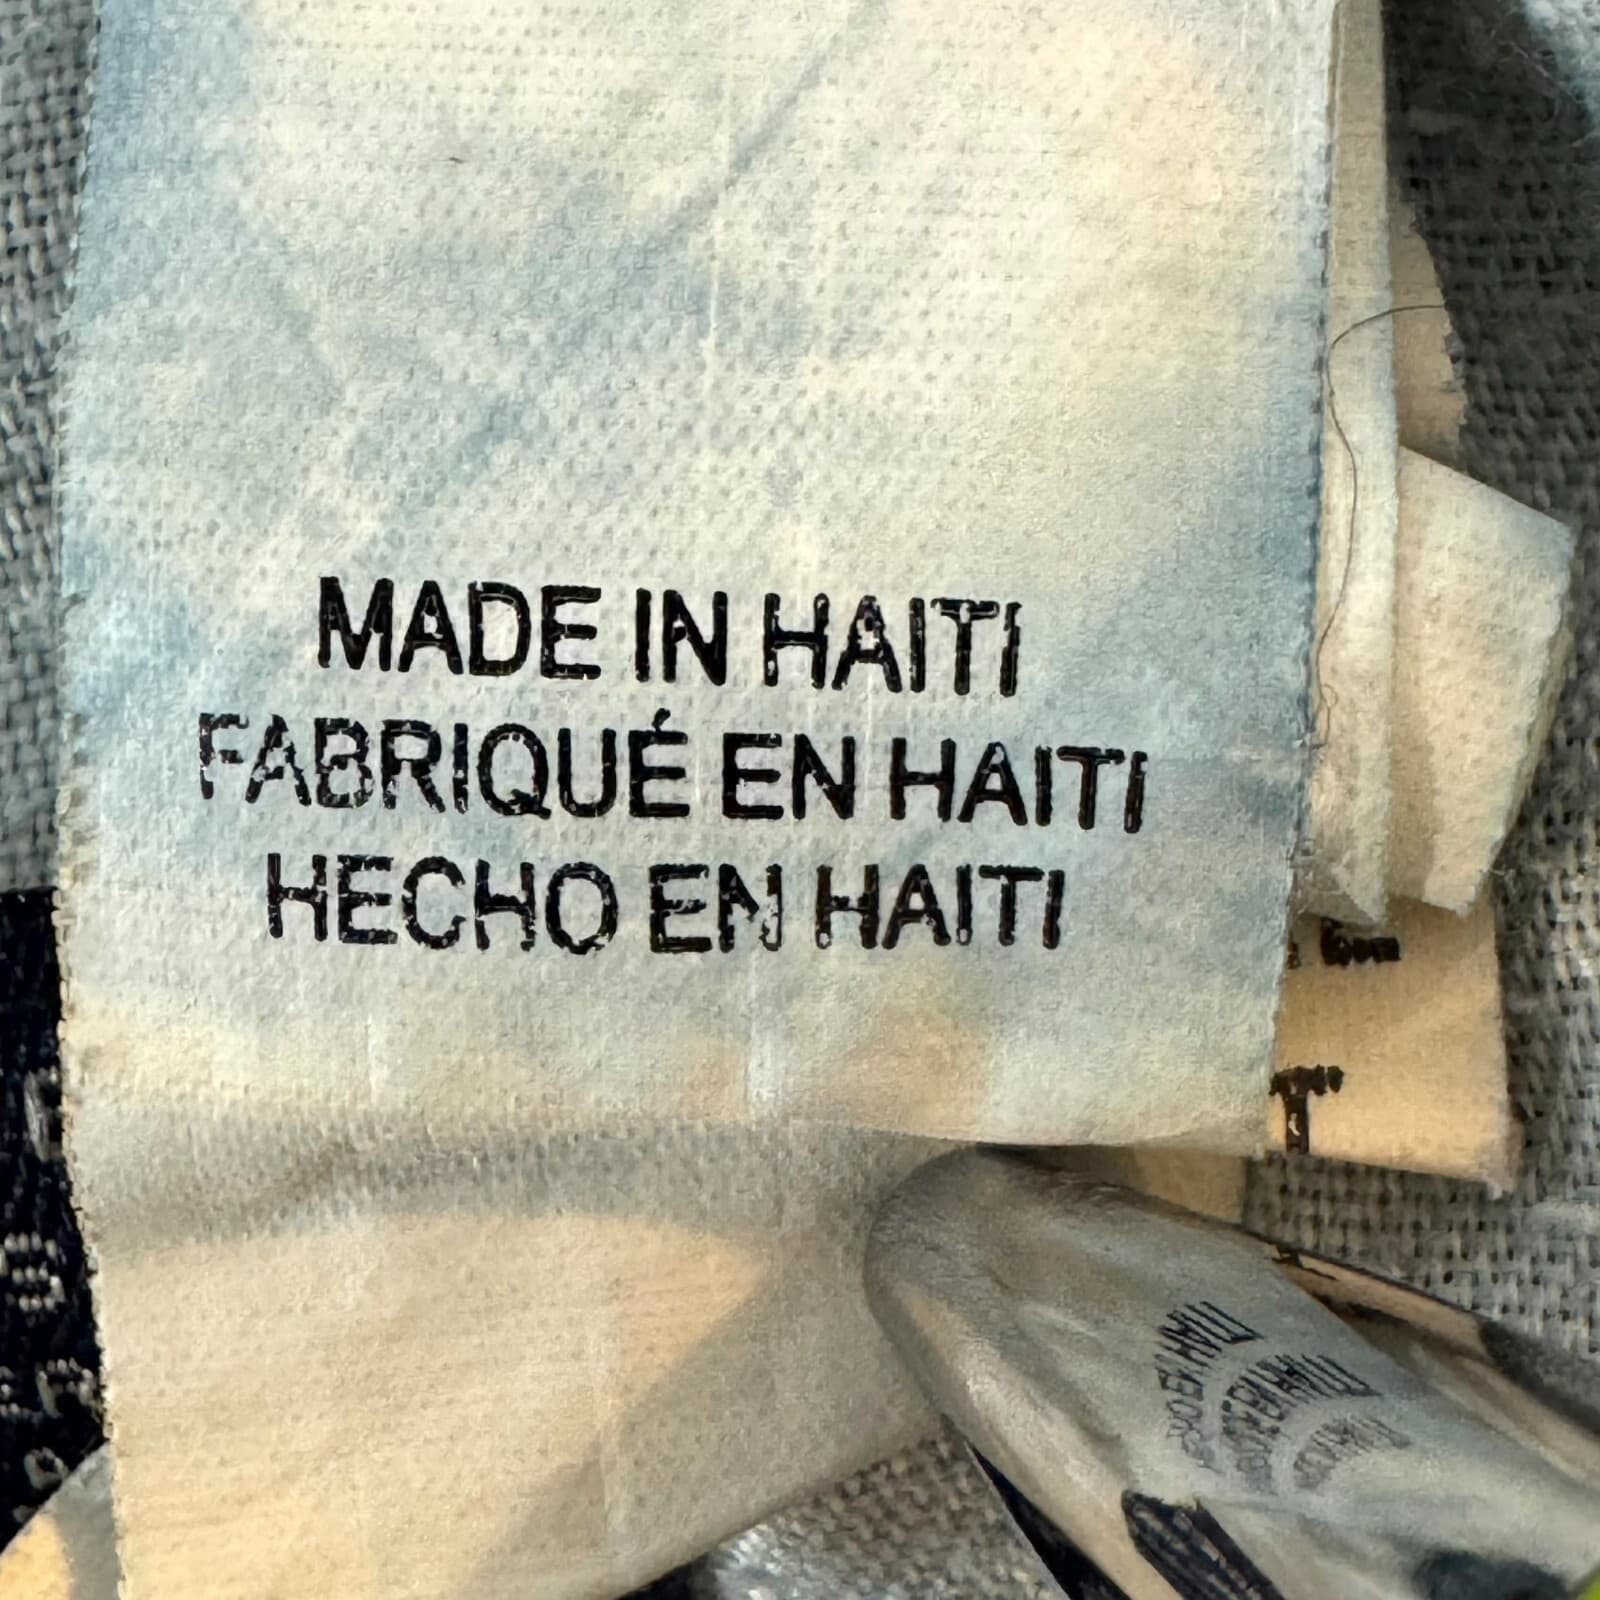 MADE IN HAITI
FABRIQUÉ EN HAITI
HECHO EN HAITI